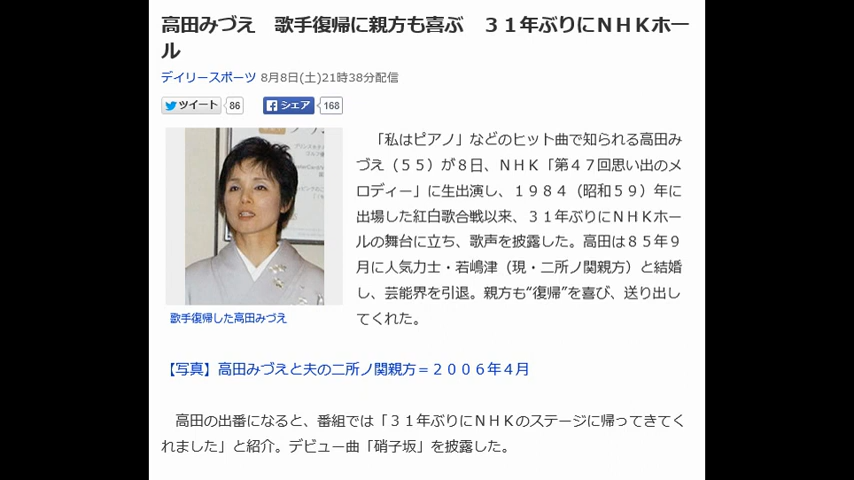 高田みづえ　歌手復帰に親方も喜ぶ　３１年ぶりにＮＨＫホー
ル
デイリースポーツ 8月8日(土)21時38分配信
ツイート 86 シェア 168
「私はピアノ」などのヒット曲で知られる高田み
づえ（５５）が８日、ＮＨＫ「第４７回思い出のメ
ロディー」に生出演し、１９８４（昭和５９）年に
出場した紅白歌合戦以来、３１年ぶりにＮＨＫホー
ルの舞台に立ち、歌声を披露した。高田は８５年９
月に人気力士・若嶋津（現・二所ノ関親方）と結婚
し、芸能界を引退。親方も“復帰”を喜び、送り出し
てくれた。
歌手復帰した高田みづえ
【写真】高田みづえと夫の二所ノ関親方＝２００６年４月
高田の出番になると、番組では「３１年ぶりにＮＨＫのステージに帰ってきてく
れました」と紹介。デビュー曲「硝子坂」を披露した。